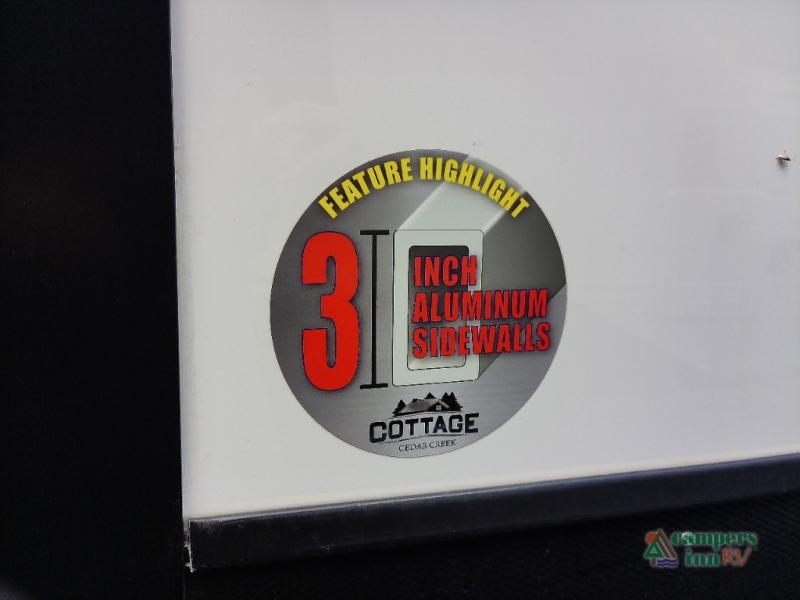 FEATURE HIGHLIGHT
3 INCH
ALUMINUM
SIDEWALLS
COTTAGE
CEDAR CREEK
campers
inn RV